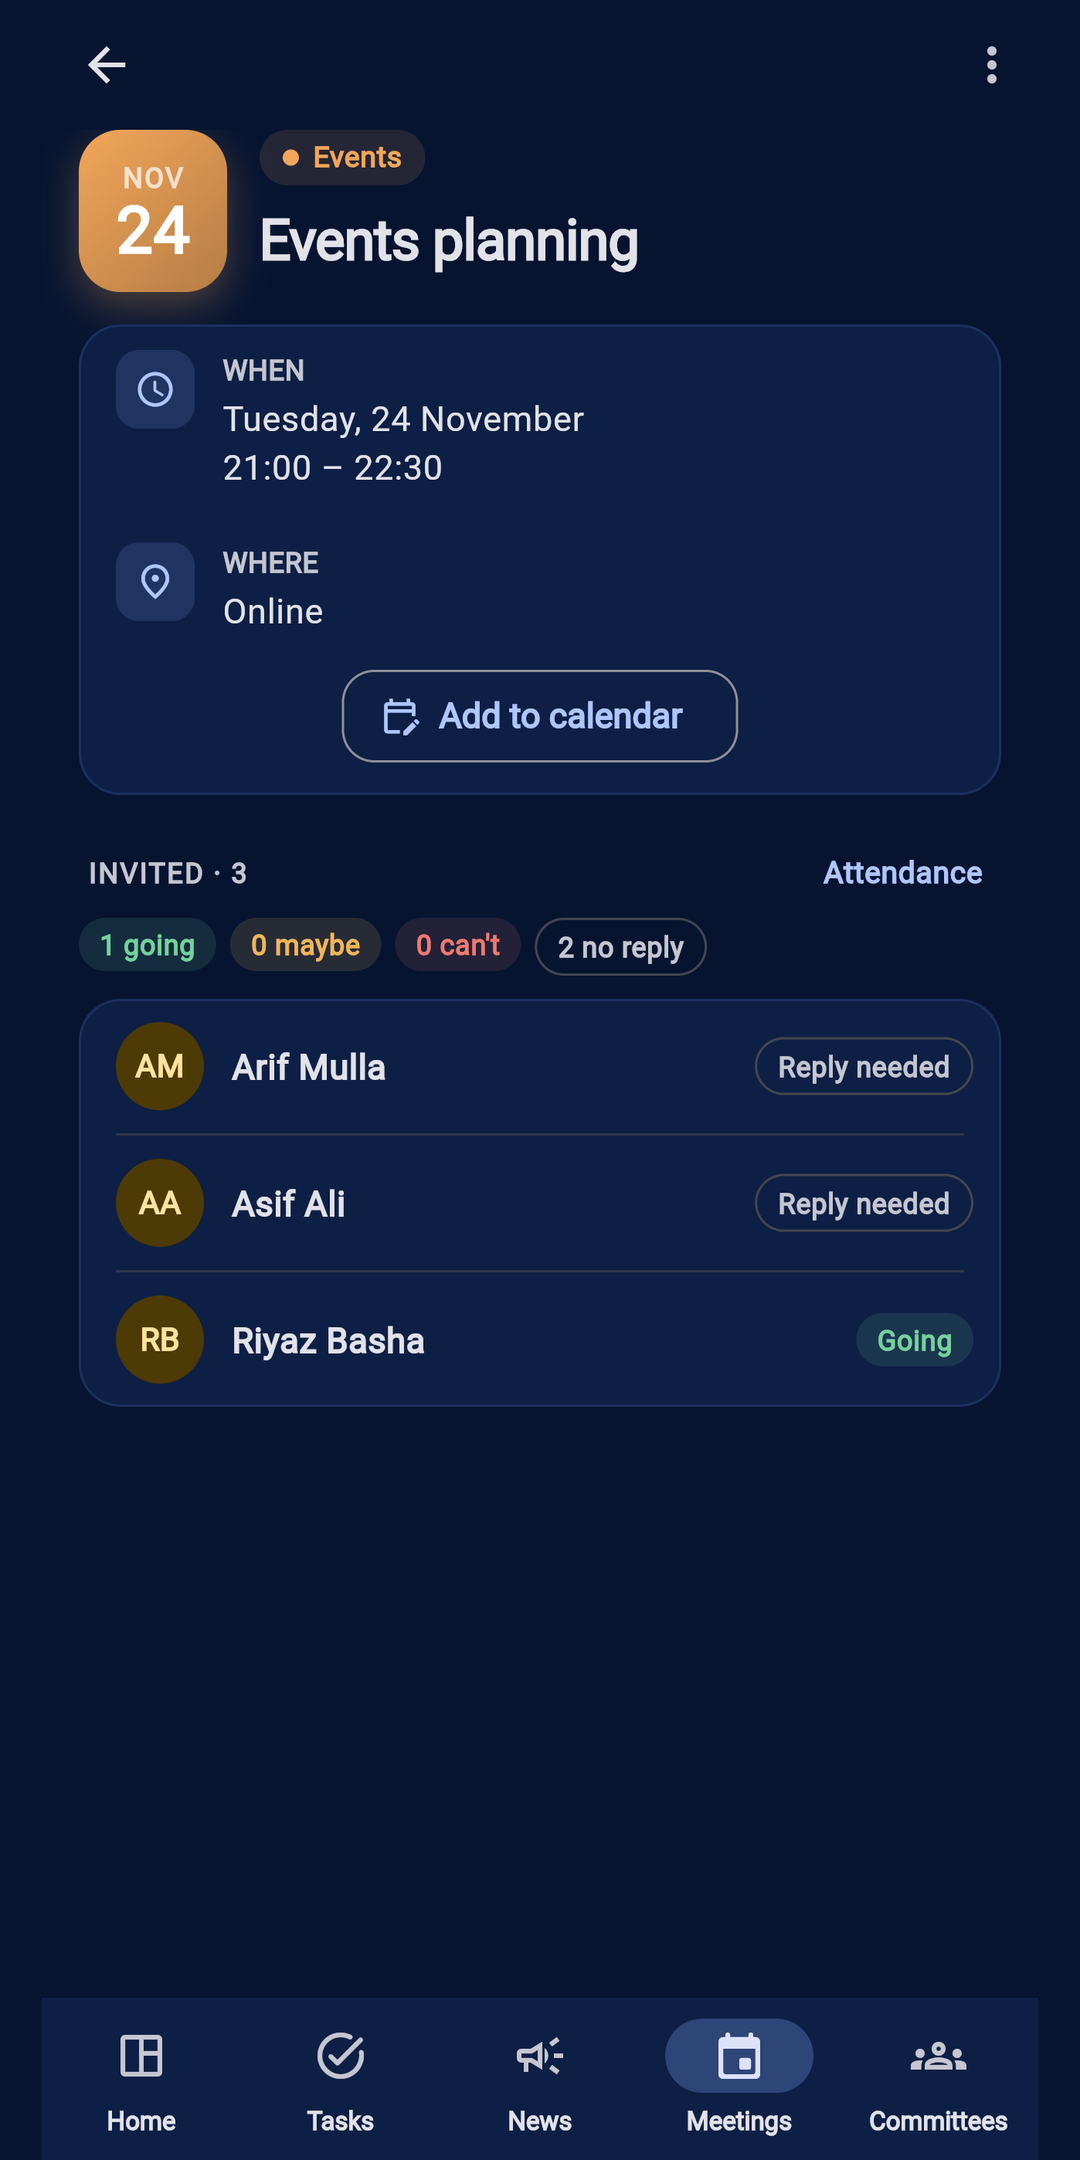 NOV
24
Events
Events planning
WHEN
Tuesday, 24 November
21:00 – 22:30
WHERE
Online
Add to calendar
INVITED · 3
Attendance
1 going
0 maybe
0 can't
2 no reply
AM
Arif Mulla
Reply needed
AA
Asif Ali
Reply needed
RB
Riyaz Basha
Going
Home
Tasks
News
Meetings
Committees